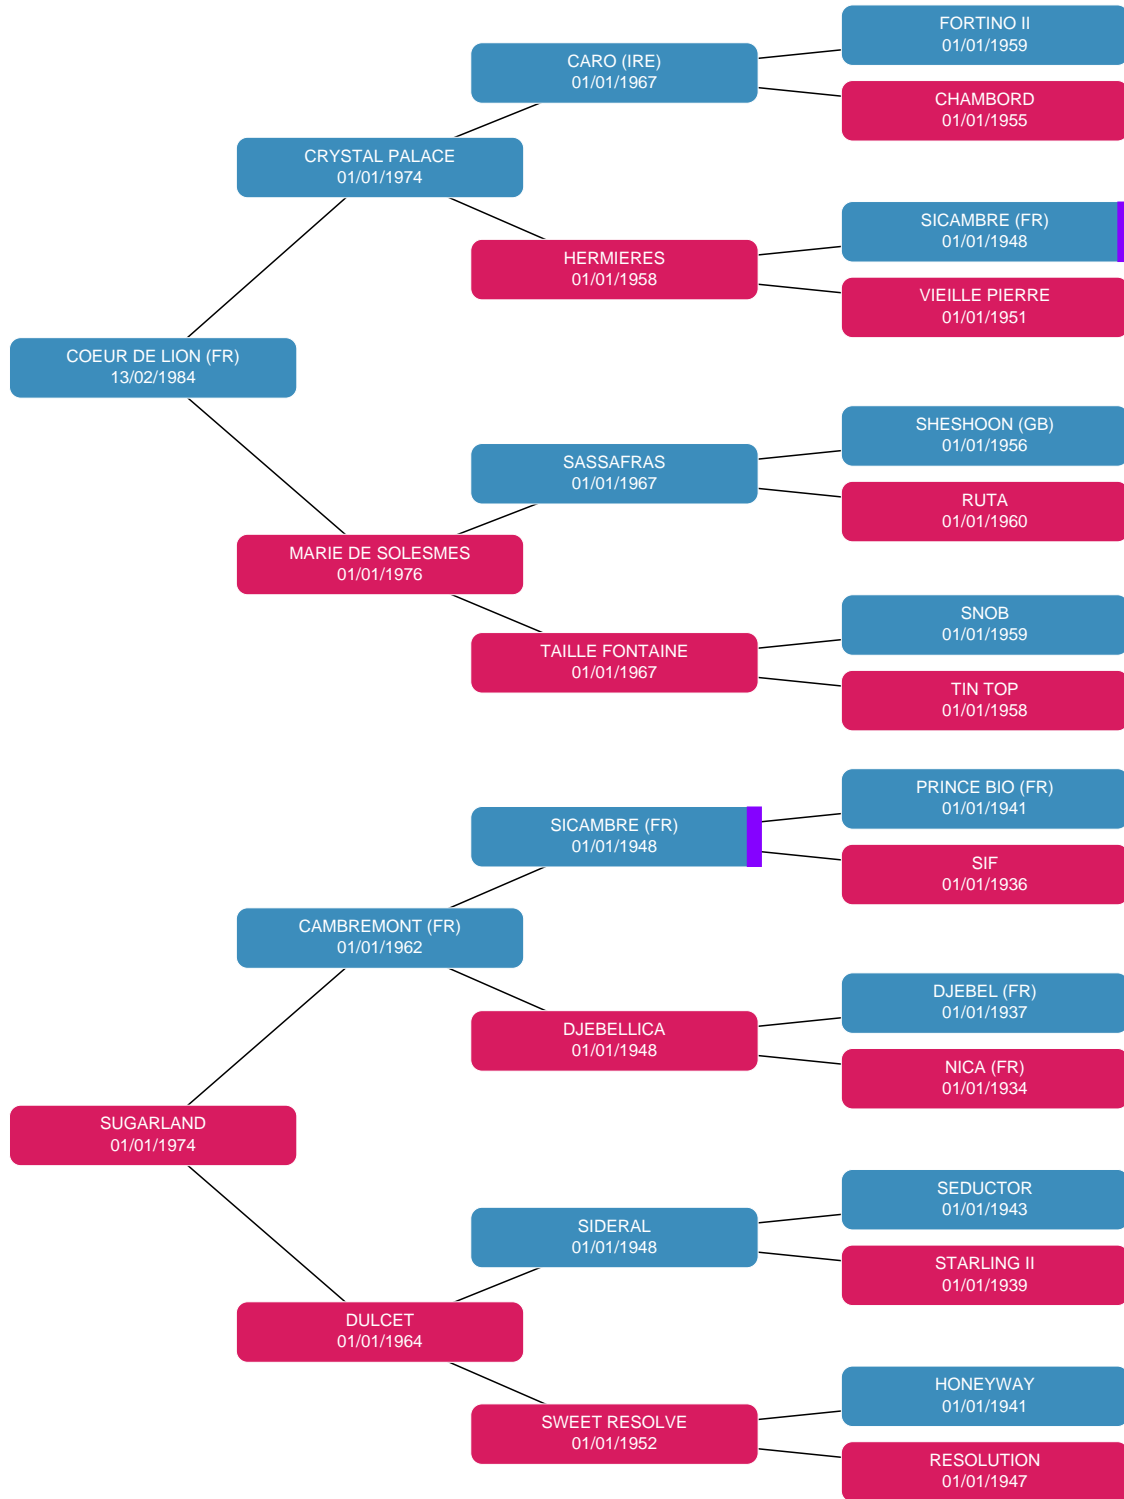 FORTINO II
01/01/1959
CARO (IRE)
01/01/1967
CHAMBORD
01/01/1955
CRYSTAL PALACE
01/01/1974
SICAMBRE (FR)
01/01/1948
HERMIERES
01/01/1958
VIEILLE PIERRE
01/01/1951
COEUR DE LION (FR)
13/02/1984
SHESHOON (GB)
01/01/1956
SASSAFRAS
01/01/1967
RUTA
01/01/1960
MARIE DE SOLESMES
01/01/1976
SNOB
01/01/1959
TAILLE FONTAINE
01/01/1967
TIN TOP
01/01/1958
PRINCE BIO (FR)
01/01/1941
SICAMBRE (FR)
01/01/1948
SIF
01/01/1936
CAMBREMONT (FR)
01/01/1962
DJEBEL (FR)
01/01/1937
DJEBELLICA
01/01/1948
NICA (FR)
01/01/1934
SUGARLAND
01/01/1974
SEDUCTOR
01/01/1943
SIDERAL
01/01/1948
STARLING II
01/01/1939
DULCET
01/01/1964
HONEYWAY
01/01/1941
SWEET RESOLVE
01/01/1952
RESOLUTION
01/01/1947